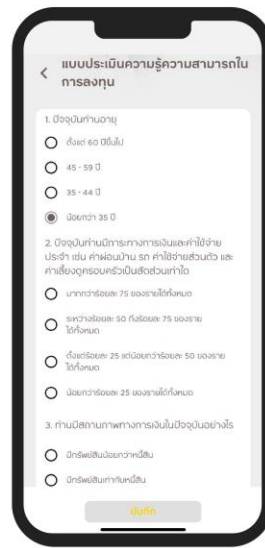 แบบประเมินความรู้ความสามารถใน
การลงทุน
1. ปัจจุบันท่านอายุ
ตั้งแต่ 60 ปีขึ้นไป
45 - 59 ปี
35 - 44 ปี
น้อยกว่า 35 ปี
2. ปัจจุบันท่านมีภาระทางการเงินและค่าใช้จ่าย
ประจำ เช่น ค่าผ่อนบ้าน รถ ค่าใช้จ่ายส่วนตัว และ
ค่าเลี้ยงดูครอบครัวเป็นสัดส่วนเท่าใด
มากกว่าร้อยละ 75 ของรายได้ทั้งหมด
ระหว่างร้อยละ 50 ถึงร้อยละ 75 ของราย
ได้ทั้งหมด
ตั้งแต่ร้อยละ 25 แต่น้อยกว่าร้อยละ 50 ของราย
ได้ทั้งหมด
น้อยกว่าร้อยละ 25 ของรายได้ทั้งหมด
3. ท่านมีสถานภาพทางการเงินในปัจจุบันอย่างไร
มีทรัพย์สินน้อยกว่าหนี้สิน
มีทรัพย์สินเท่ากับหนี้สิน
บันทึก